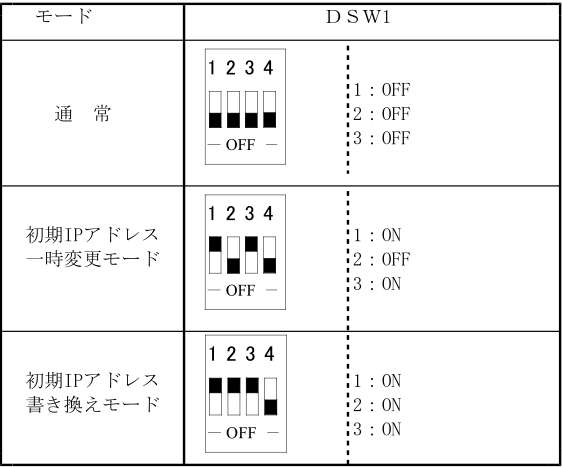 モード
ＤＳＷ1
通　常
1 2 3 4
― OFF ―
1：OFF
2：OFF
3：OFF
初期IPアドレス
一時変更モード
1 2 3 4
― OFF ―
1：ON
2：OFF
3：ON
初期IPアドレス
書き換えモード
1 2 3 4
― OFF ―
1：ON
2：ON
3：ON